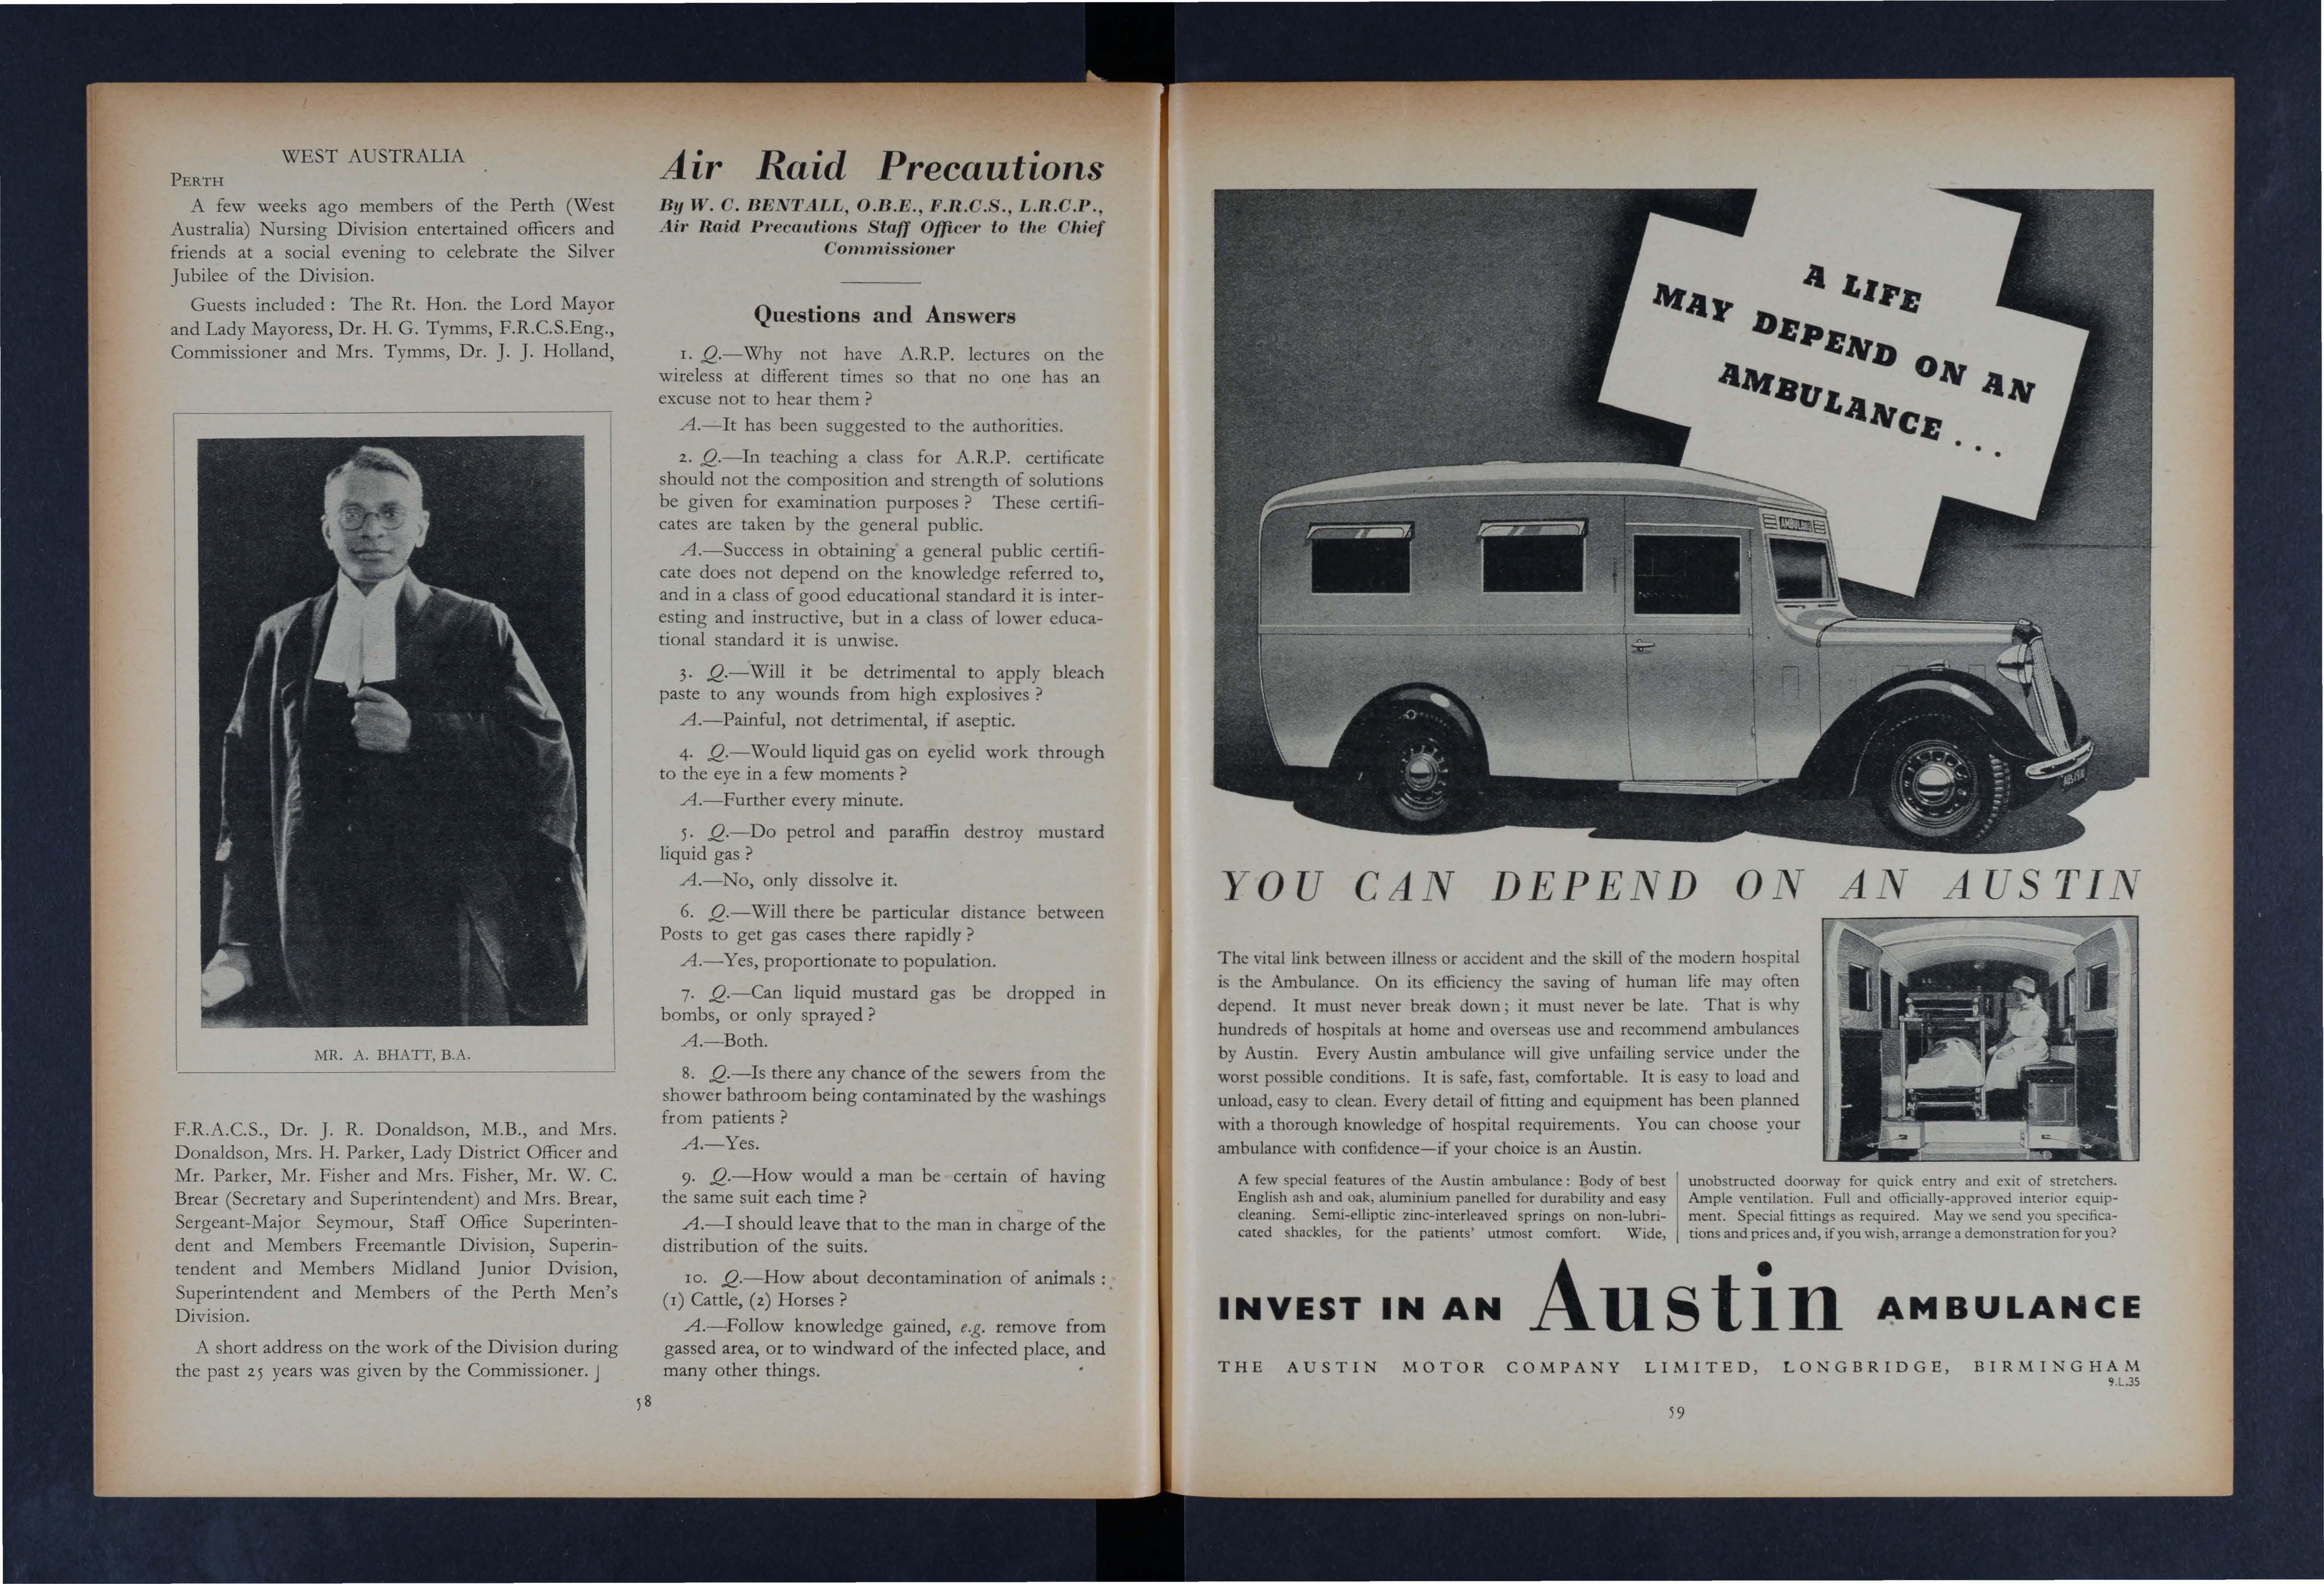 WEST AUSTRALIA
PERTH
A few weeks ago members of the Perth (West
Australia) Nursing Division entertained officers and
friends at a social evening to celebrate the Silver
Jubilee of the Division.
Guests included : The Rt. Hon. the Lord Mayor
and Lady Mayoress, Dr. H. G. Tymms, F.R.C.S.Eng.,
Commissioner and Mrs. Tymms, Dr. J. J. Holland,
MR. A. BHATT, B.A.
F.R.A.C.S., Dr. J. R. Donaldson, M.B., and Mrs.
Donaldson, Mrs. H. Parker, Lady District Officer and
Mr. Parker, Mr. Fisher and Mrs. Fisher, Mr. W. C.
Brear (Secretary and Superintendent) and Mrs. Brear,
Sergeant-Major Seymour, Staff Office Superinten-
dent and Members Freemantle Division, Superin-
tendent and Members Midland Junior Dvision,
Superintendent and Members of the Perth Men's
Division.
A short address on the work of the Division during
the past 25 years was given by the Commissioner.
Air Raid Precautions
By W. C. BENTALL, O.B.E., F.R.C.S., L.R.C.P.,
Air Raid Precautions Staff Officer to the Chief
Commissioner
Questions and Answers
1. Q.—Why not have A.R.P. lectures on the
wireless at different times so that no one has an
excuse not to hear them ?
A.—It has been suggested to the authorities.
2. Q.—In teaching a class for A.R.P. certificate
should not the composition and strength of solutions
be given for examination purposes ? These certifi-
cates are taken by the general public.
A.—Success in obtaining a general public certifi-
cate does not depend on the knowledge referred to,
and in a class of good educational standard it is inter-
esting and instructive, but in a class of lower educa-
tional standard it is unwise.
3. Q.—Will it be detrimental to apply bleach
paste to any wounds from high explosives ?
A.—Painful, not detrimental, if aseptic.
4. Q.—Would liquid gas on eyelid work through
to the eye in a few moments ?
A.—Further every minute.
5. Q.—Do petrol and paraffin destroy mustard
liquid gas ?
A.—No, only dissolve it.
6. Q.—Will there be particular distance between
Posts to get gas cases there rapidly ?
A.—Yes, proportionate to population.
7. Q.—Can liquid mustard gas be dropped in
bombs, or only sprayed ?
A.—Both.
8. Q.—Is there any chance of the sewers from the
shower bathroom being contaminated by the washings
from patients ?
A.—Yes.
9. Q.—How would a man be certain of having
the same suit each time ?
A.—I should leave that to the man in charge of the
distribution of the suits.
10. Q.—How about decontamination of animals :
(1) Cattle, (2) Horses ?
A.—Follow knowledge gained, e.g. remove from
gassed area, or to windward of the infected place, and
many other things.
58
A LIFE
MAY DEPEND ON AN
AMBULANCE . . .
AMBULANCE
YOU CAN DEPEND ON AN AUSTIN
The vital link between illness or accident and the skill of the modern hospital
is the Ambulance. On its efficiency the saving of human life may often
depend. It must never break down; it must never be late. That is why
hundreds of hospitals at home and overseas use and recommend ambulances
by Austin. Every Austin ambulance will give unfailing service under the
worst possible conditions. It is safe, fast, comfortable. It is easy to load and
unload, easy to clean. Every detail of fitting and equipment has been planned
with a thorough knowledge of hospital requirements. You can choose your
ambulance with confidence—if your choice is an Austin.
A few special features of the Austin ambulance: Body of best
English ash and oak, aluminium panelled for durability and easy
cleaning. Semi-elliptic zinc-interleaved springs on non-lubri-
cated shackles, for the patients' utmost comfort. Wide,
unobstructed doorway for quick entry and exit of stretchers.
Ample ventilation. Full and officially-approved interior equip-
ment. Special fittings as required. May we send you specifica-
tions and prices and, if you wish, arrange a demonstration for you?
INVEST IN AN Austin AMBULANCE
THE AUSTIN MOTOR COMPANY LIMITED, LONGBRIDGE, BIRMINGHAM
9.L.35
59